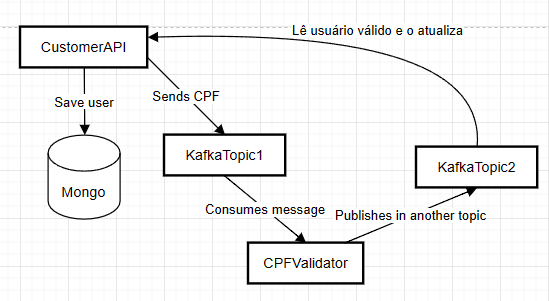 Lê usuário válido e o atualiza
CustomerAPI
Save user
Sends CPF
KafkaTopic1
KafkaTopic2
Mongo
Consumes message
Publishes in another topic
CPFValidator